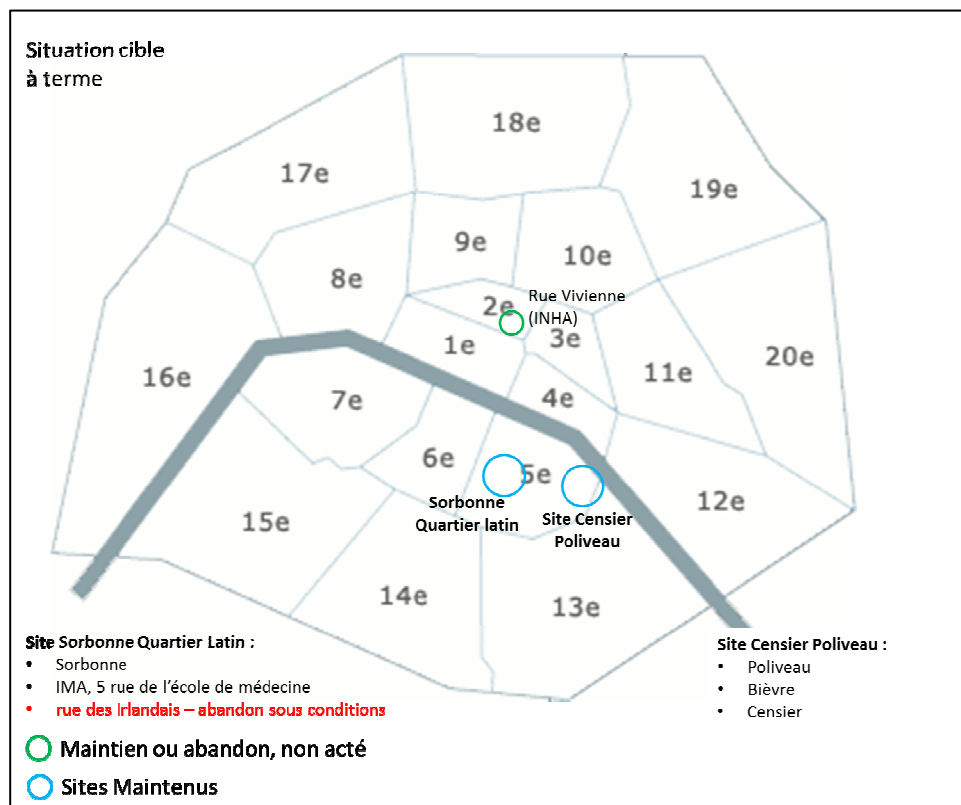 Situation cible
à terme
18e
17e
19e
9e
10e
8e
2e
Rue Vivienne
(INHA)
3e
1e
16e
11e
20e
7e
4e
6e
5e
12e
Sorbonne
Quartier latin
Site Censier
Poliveau
15e
14e
13e
Site Sorbonne Quartier Latin :
• Sorbonne
• IMA, 5 rue de l'école de médecine
• rue des Irlandais – abandon sous conditions
Site Censier Poliveau :
• Poliveau
• Bièvre
• Censier
Maintien ou abandon, non acté
Sites Maintenus